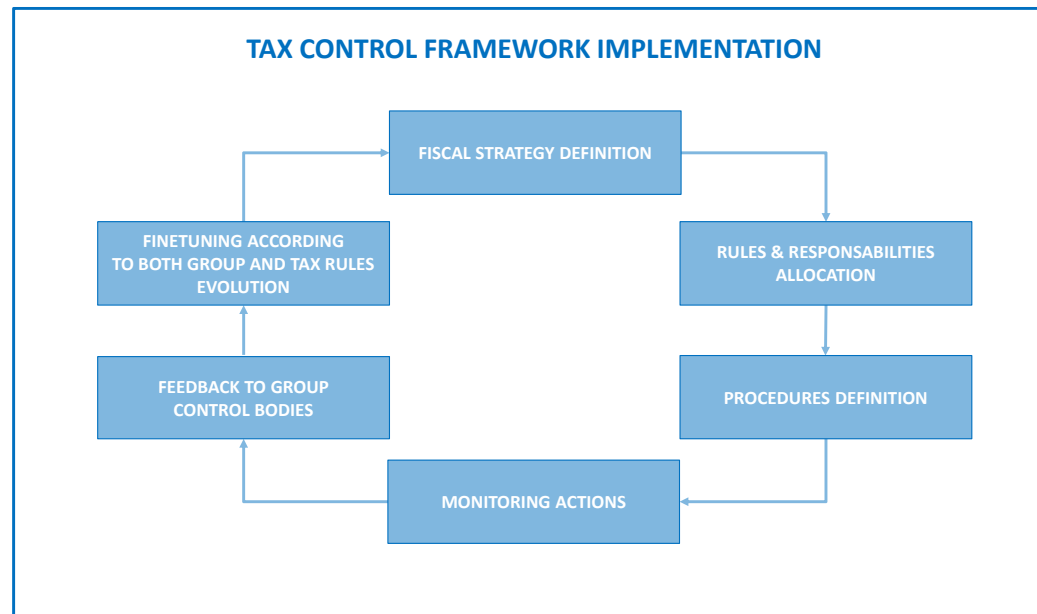 TAX CONTROL FRAMEWORK IMPLEMENTATION
FISCAL STRATEGY DEFINITION
RULES & RESPONSABILITIES
ALLOCATION
PROCEDURES DEFINITION
MONITORING ACTIONS
FEEDBACK TO GROUP
CONTROL BODIES
FINETUNING ACCORDING
TO BOTH GROUP AND TAX RULES
EVOLUTION